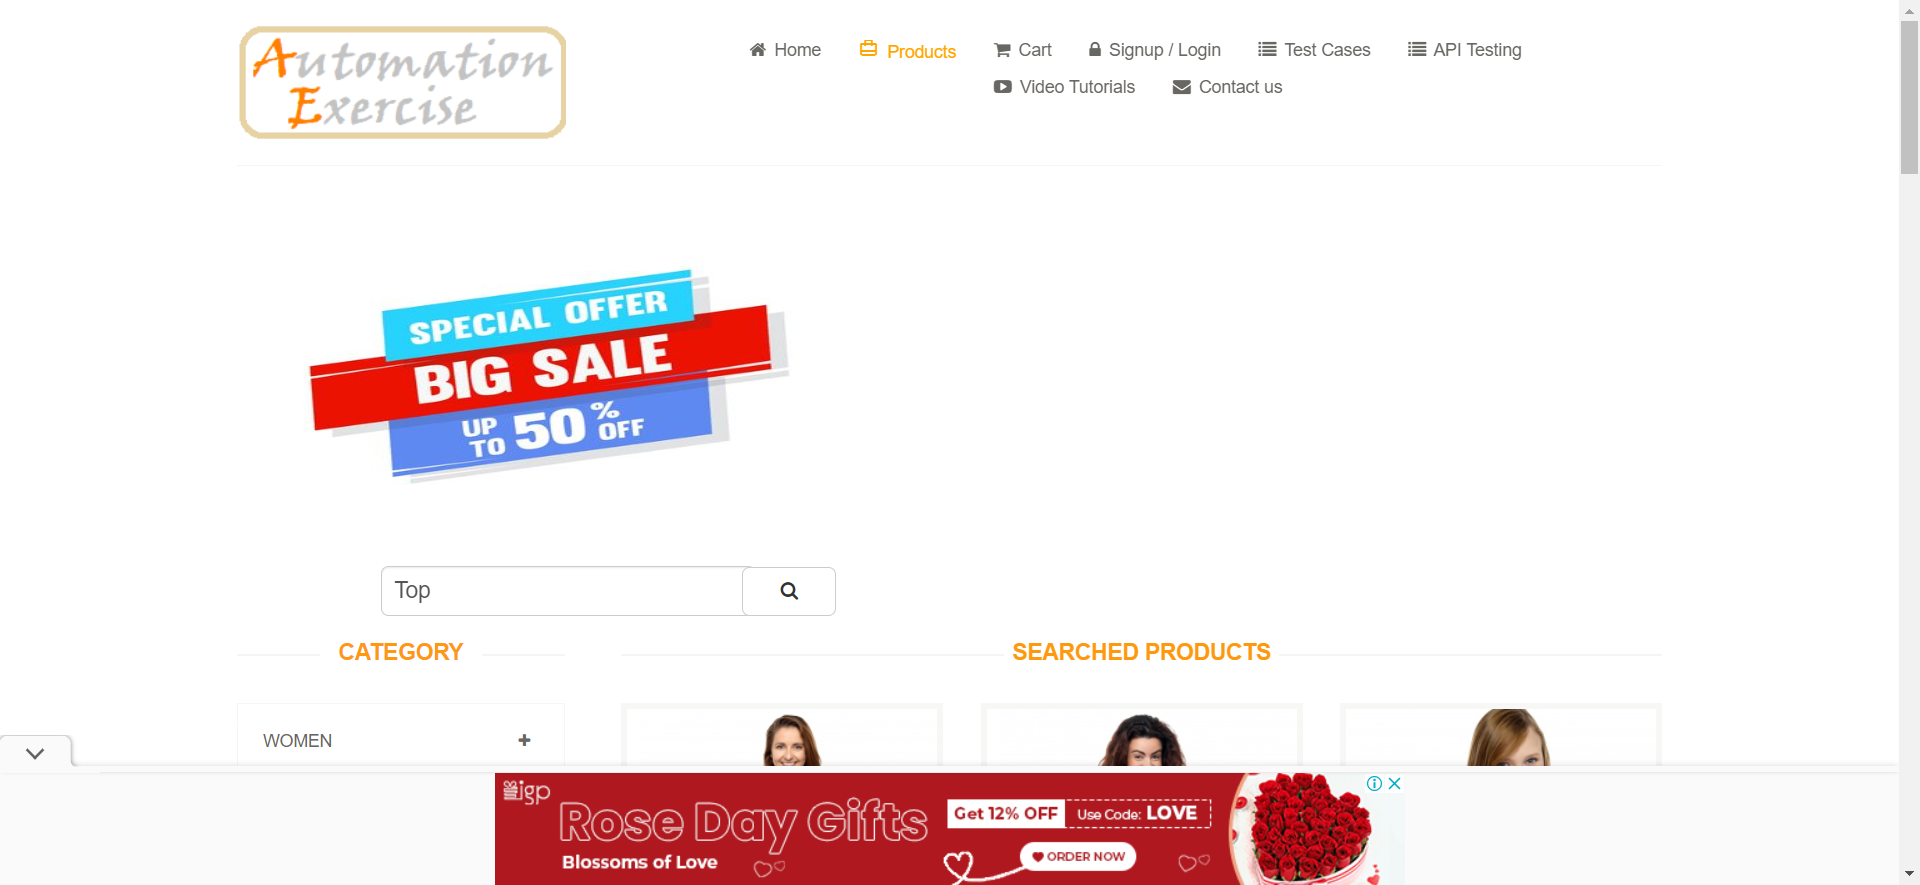 Automation
Exercise
Home
Products
Cart
Signup / Login
Test Cases
API Testing
Video Tutorials
Contact us
SPECIAL OFFER
BIG SALE
UP TO 50% OFF
Top
CATEGORY
SEARCHED PRODUCTS
WOMEN
igp
Rose Day Gifts
Blossoms of Love
Get 12% OFF
Use Code: LOVE
ORDER NOW